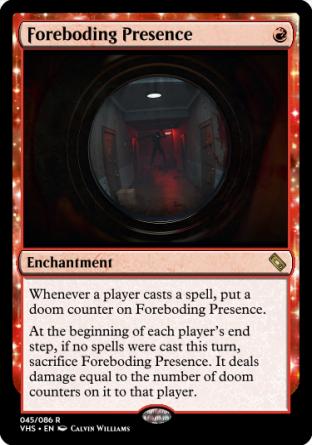 Foreboding Presence
Enchantment
Whenever a player casts a spell, put a
doom counter on Foreboding Presence.
At the beginning of each player's end
step, if no spells were cast this turn,
sacrifice Foreboding Presence. It deals
damage equal to the number of doom
counters on it to that player.
045/086 R
VHS • EN CALVIN WILLIAMS